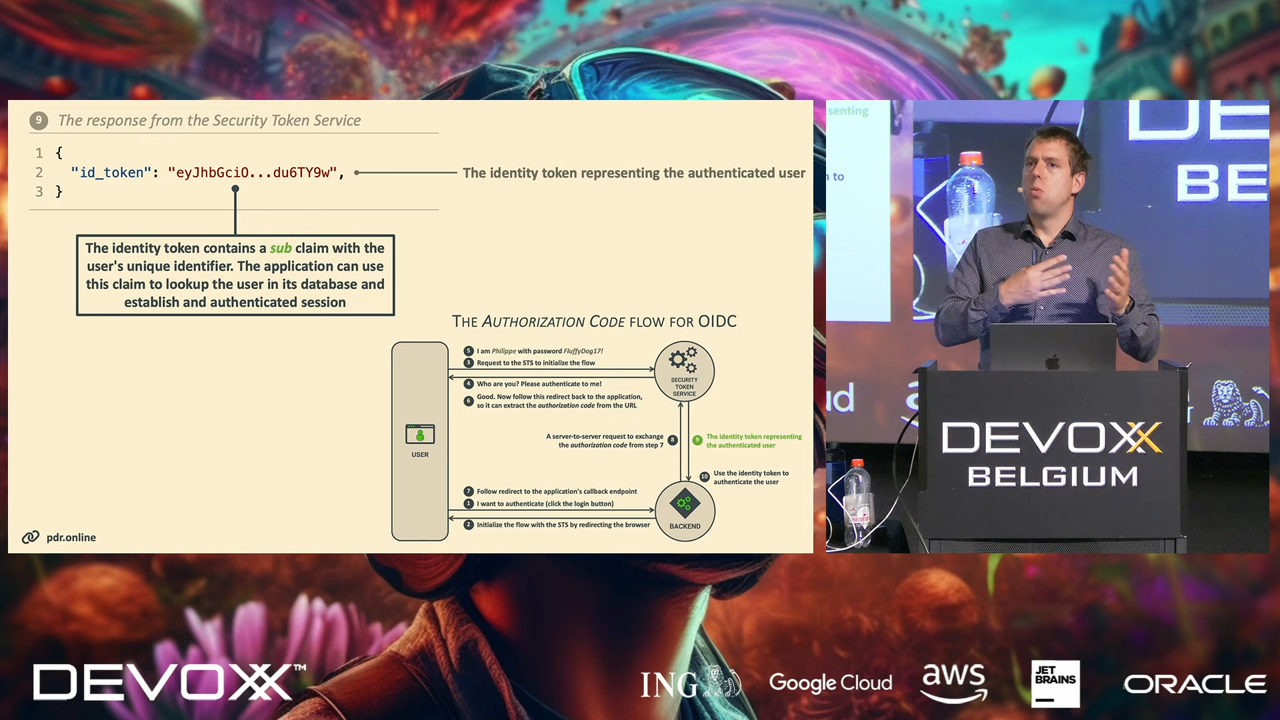 9 The response from the Security Token Service
1 {
2 "id_token": "eyJhbGciO...du6TY9w",
3 }
The identity token representing the authenticated user
The identity token contains a sub claim with the
user's unique identifier. The application can use
this claim to lookup the user in its database and
establish and authenticated session
THE AUTHORIZATION CODE FLOW FOR OIDC
5 I am Philippe with password FluffyDog17!
3 Request to the STS to initialize the flow
4 Who are you? Please authenticate to me!
6 Good. Now follow this redirect back to the application,
so it can extract the authorization code from the URL
SECURITY
TOKEN
SERVICE
USER
A server-to-server request to exchange
the authorization code from step 7
8
9 The identity token representing
the authenticated user
10 Use the identity token to
authenticate the user
7 Follow redirect to the application's callback endpoint
1 I want to authenticate (click the login button)
2 Initialize the flow with the STS by redirecting the browser
BACKEND
pdr.online
senting
n to
DE
BE
ud
DEVOXX
BELGIUM
DEVOXX™
ING
Google Cloud
aws
JET
BRAINS
ORACLE